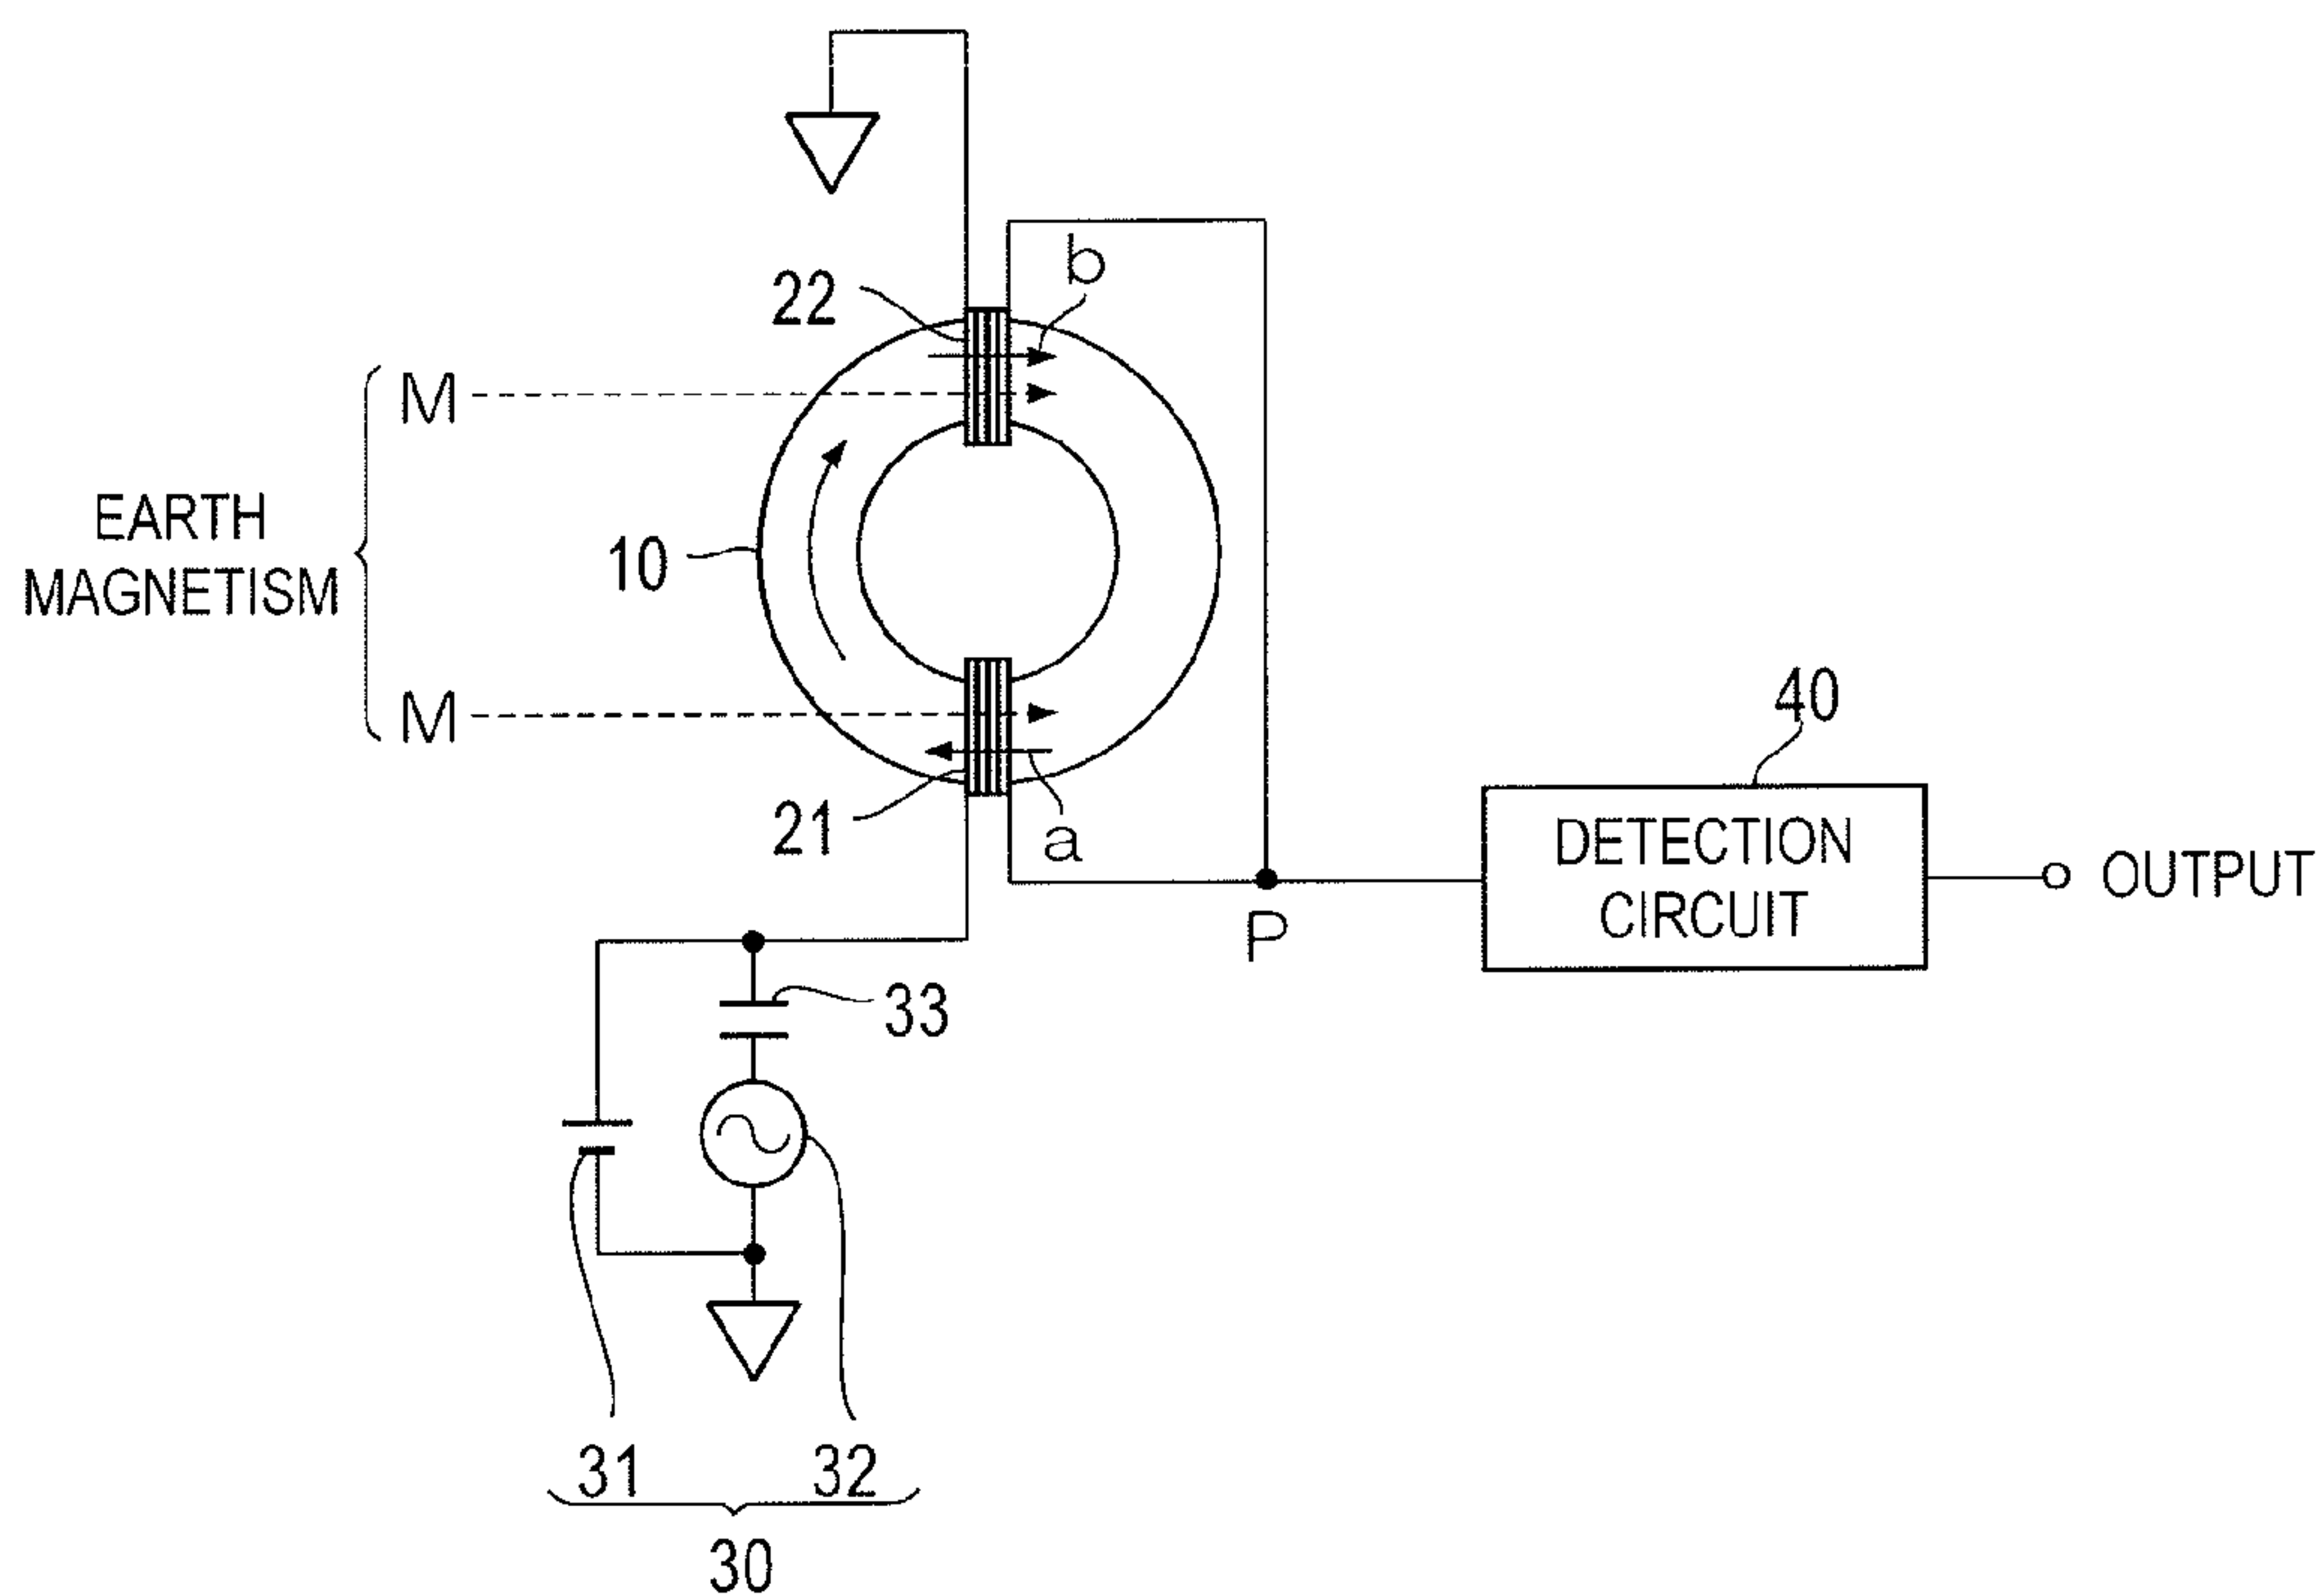 b
22
M
EARTH
MAGNETISM
10
M
40
21
a
DETECTION
CIRCUIT
OUTPUT
P
33
31
32
30